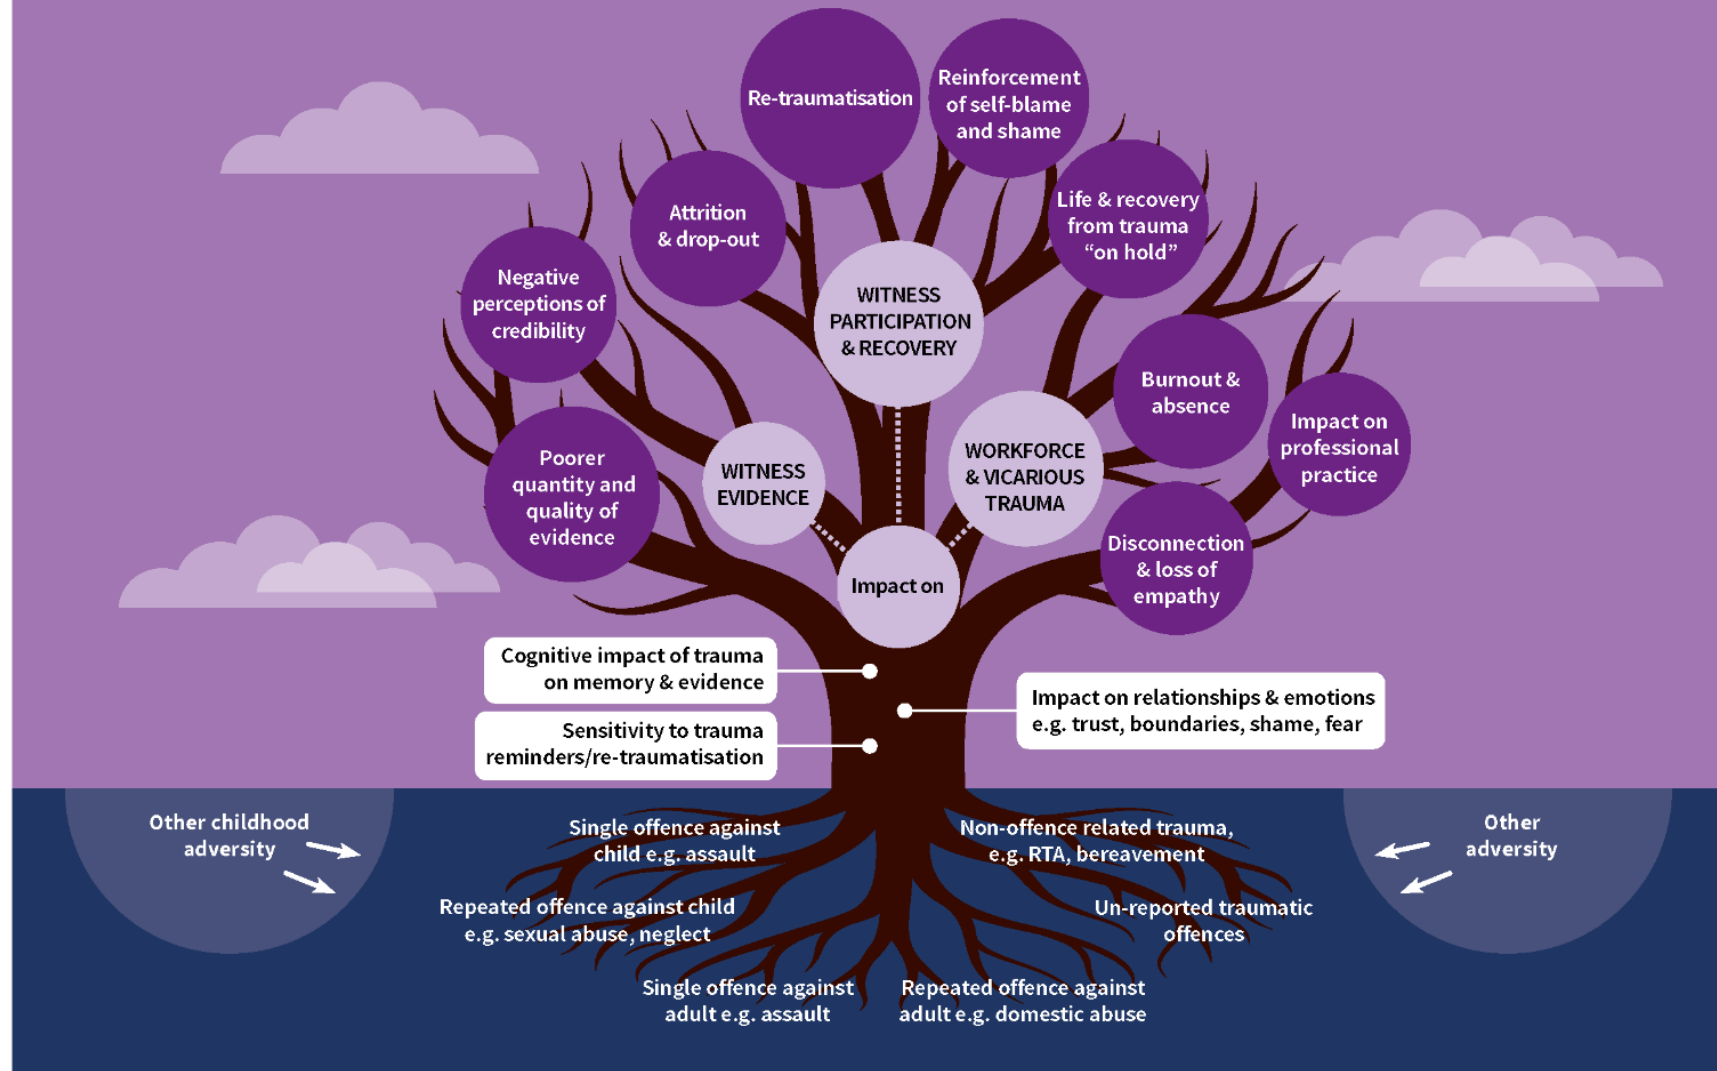 Re-traumatisation
Reinforcement
of self-blame
and shame
Attrition
& drop-out
Life & recovery
from trauma
“on hold”
Negative
perceptions of
credibility
WITNESS
PARTICIPATION
& RECOVERY
Burnout &
absence
Impact on
professional
practice
Poorer
quantity and
quality of
evidence
WITNESS
EVIDENCE
WORKFORCE
& VICARIOUS
TRAUMA
Disconnection
& loss of
empathy
Impact on
Cognitive impact of trauma
on memory & evidence
Impact on relationships & emotions
e.g. trust, boundaries, shame, fear
Sensitivity to trauma
reminders/re-traumatisation
Other childhood
adversity
Single offence against
child e.g. assault
Non-offence related trauma,
e.g. RTA, bereavement
Other
adversity
Repeated offence against child
e.g. sexual abuse, neglect
Un-reported traumatic
offences
Single offence against
adult e.g. assault
Repeated offence against
adult e.g. domestic abuse